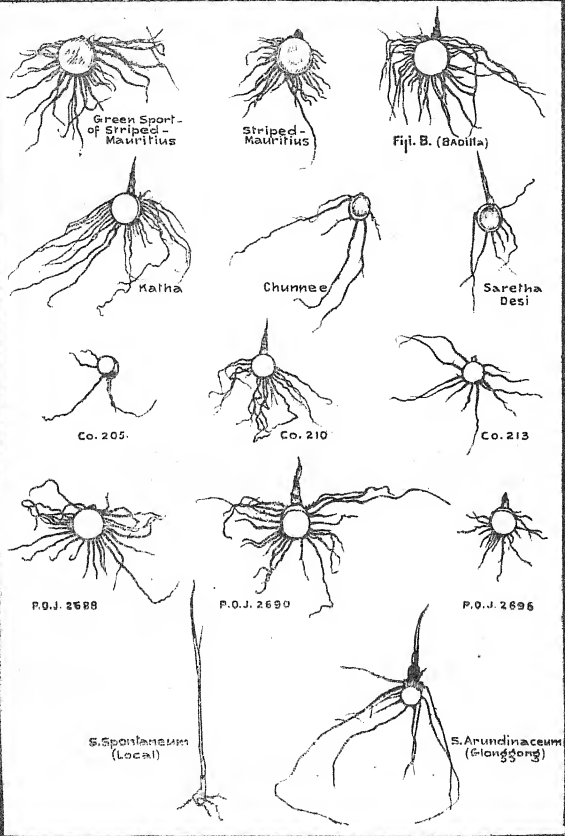 Green Sport-
of Striped-
Mauritius
Striped-
Mauritius
Fiji. B. (BADilla)
Katha
Chunnee
Saretha
Desi
Co. 205.
Co. 210
Co. 213
P.O.J. 2688
P.O.J. 2690
P.O.J. 2696
S. Spontaneum
(Local)
S. Arundinaceum
(Glonggong)